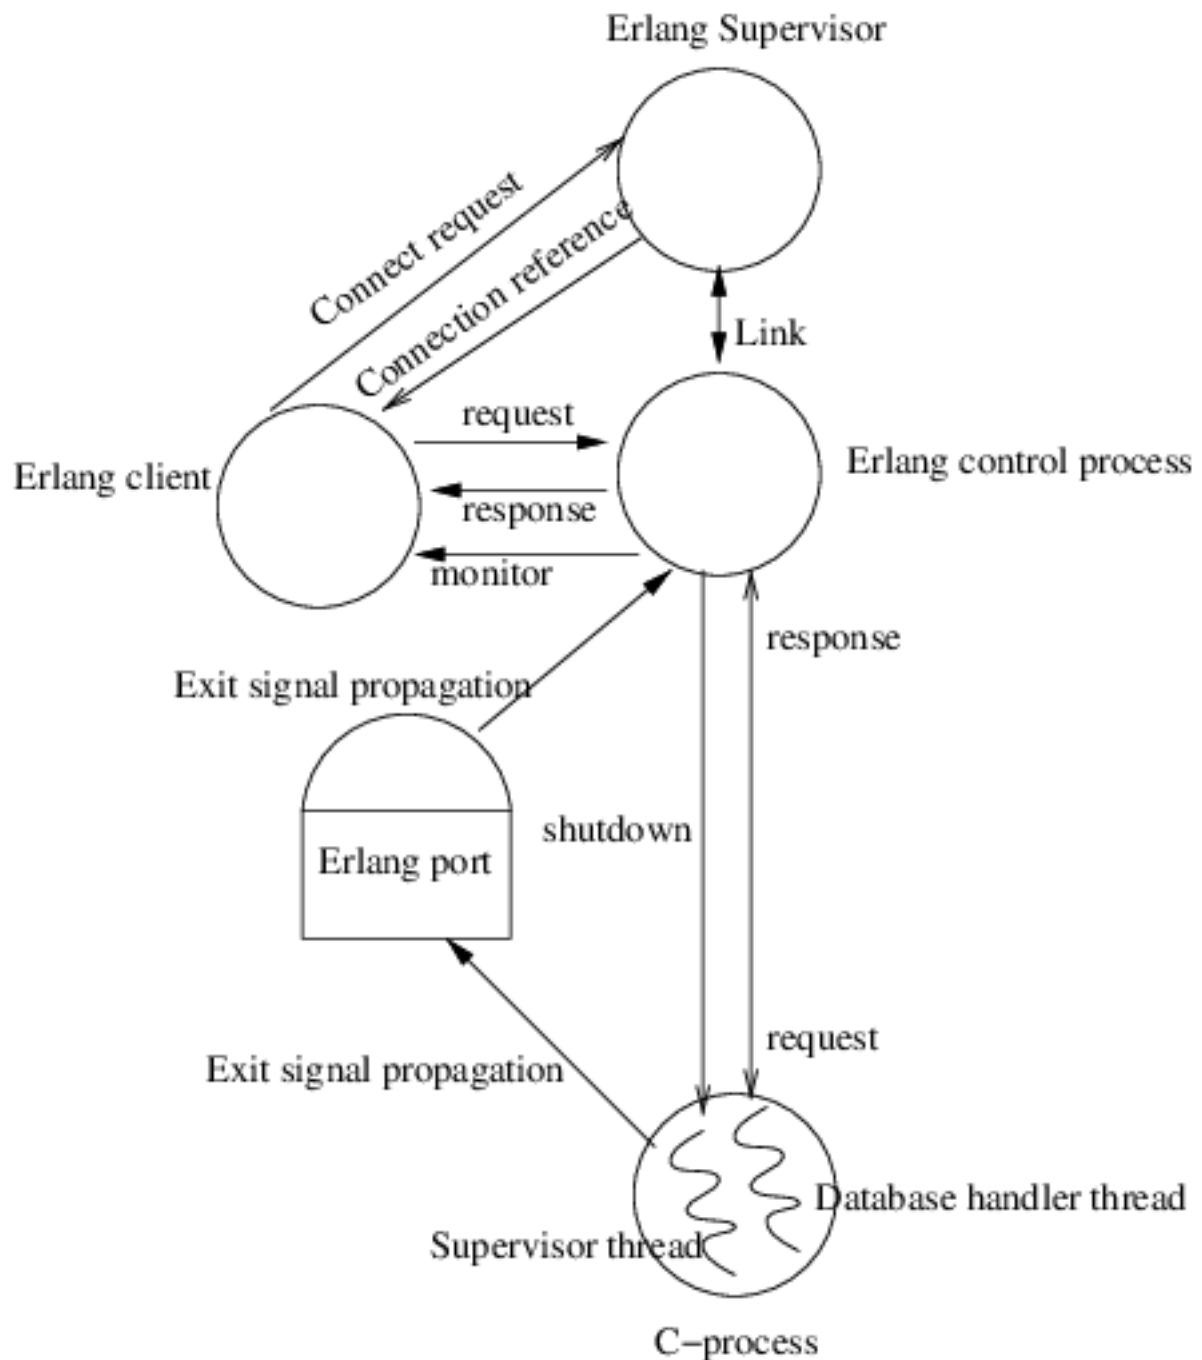 Erlang Supervisor
Connect request
Connection reference
Link
request
Erlang client
Erlang control process
response
monitor
response
Exit signal propagation
shutdown
Erlang port
request
Exit signal propagation
Database handler thread
Supervisor thread
C-process